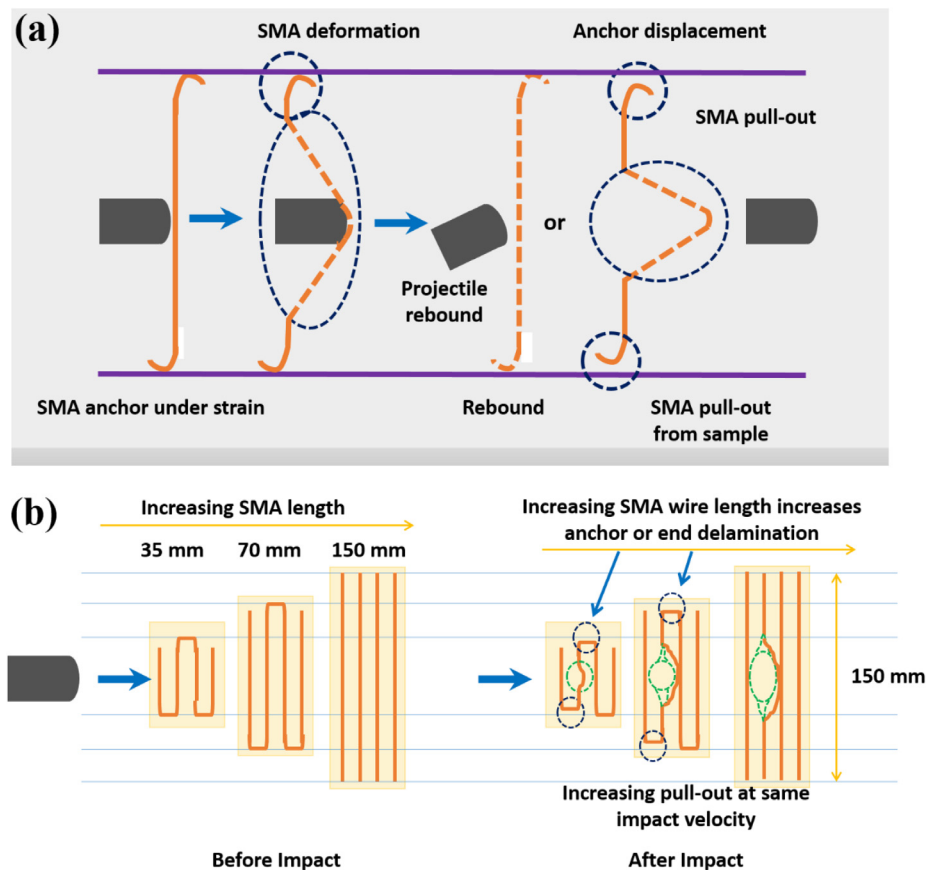 (a)
SMA deformation
Anchor displacement
SMA pull-out
or
Projectile
rebound
SMA anchor under strain
Rebound
SMA pull-out
from sample
(b)
Increasing SMA length
35 mm
70 mm
150 mm
Increasing SMA wire length increases
anchor or end delamination
150 mm
Increasing pull-out at same
impact velocity
Before Impact
After Impact